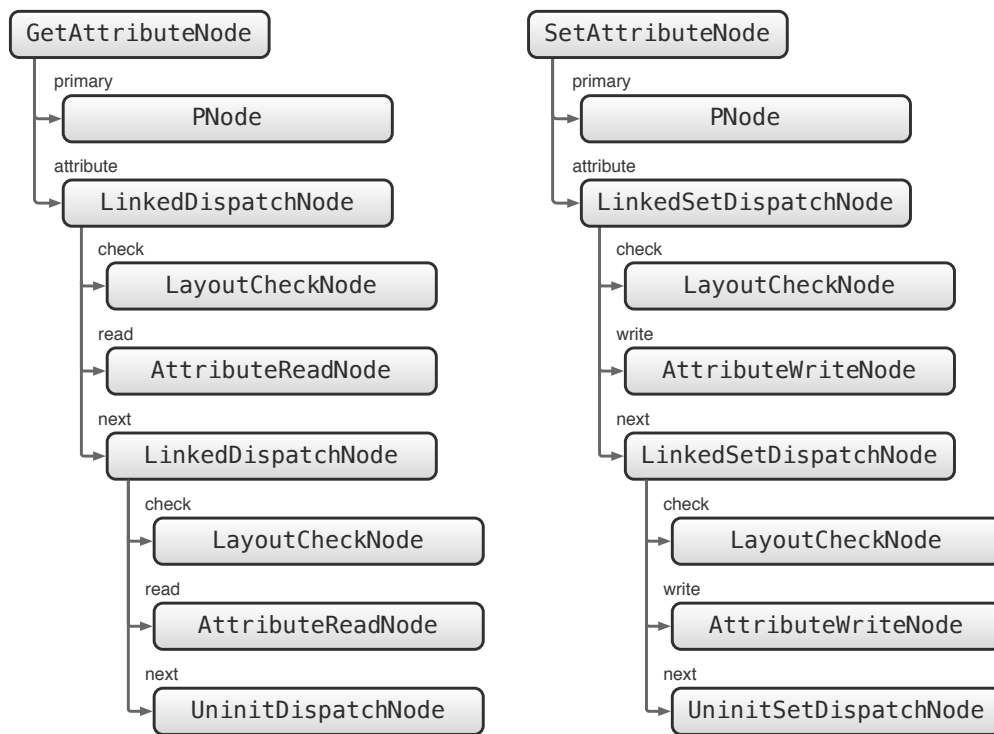 GetAttributeNode
primary
PNode
attribute
LinkedDispatchNode
check
LayoutCheckNode
read
AttributeReadNode
next
LinkedDispatchNode
check
LayoutCheckNode
read
AttributeReadNode
next
UninitDispatchNode
SetAttributeNode
primary
PNode
attribute
LinkedSetDispatchNode
check
LayoutCheckNode
write
AttributeWriteNode
next
LinkedSetDispatchNode
check
LayoutCheckNode
write
AttributeWriteNode
next
UninitSetDispatchNode